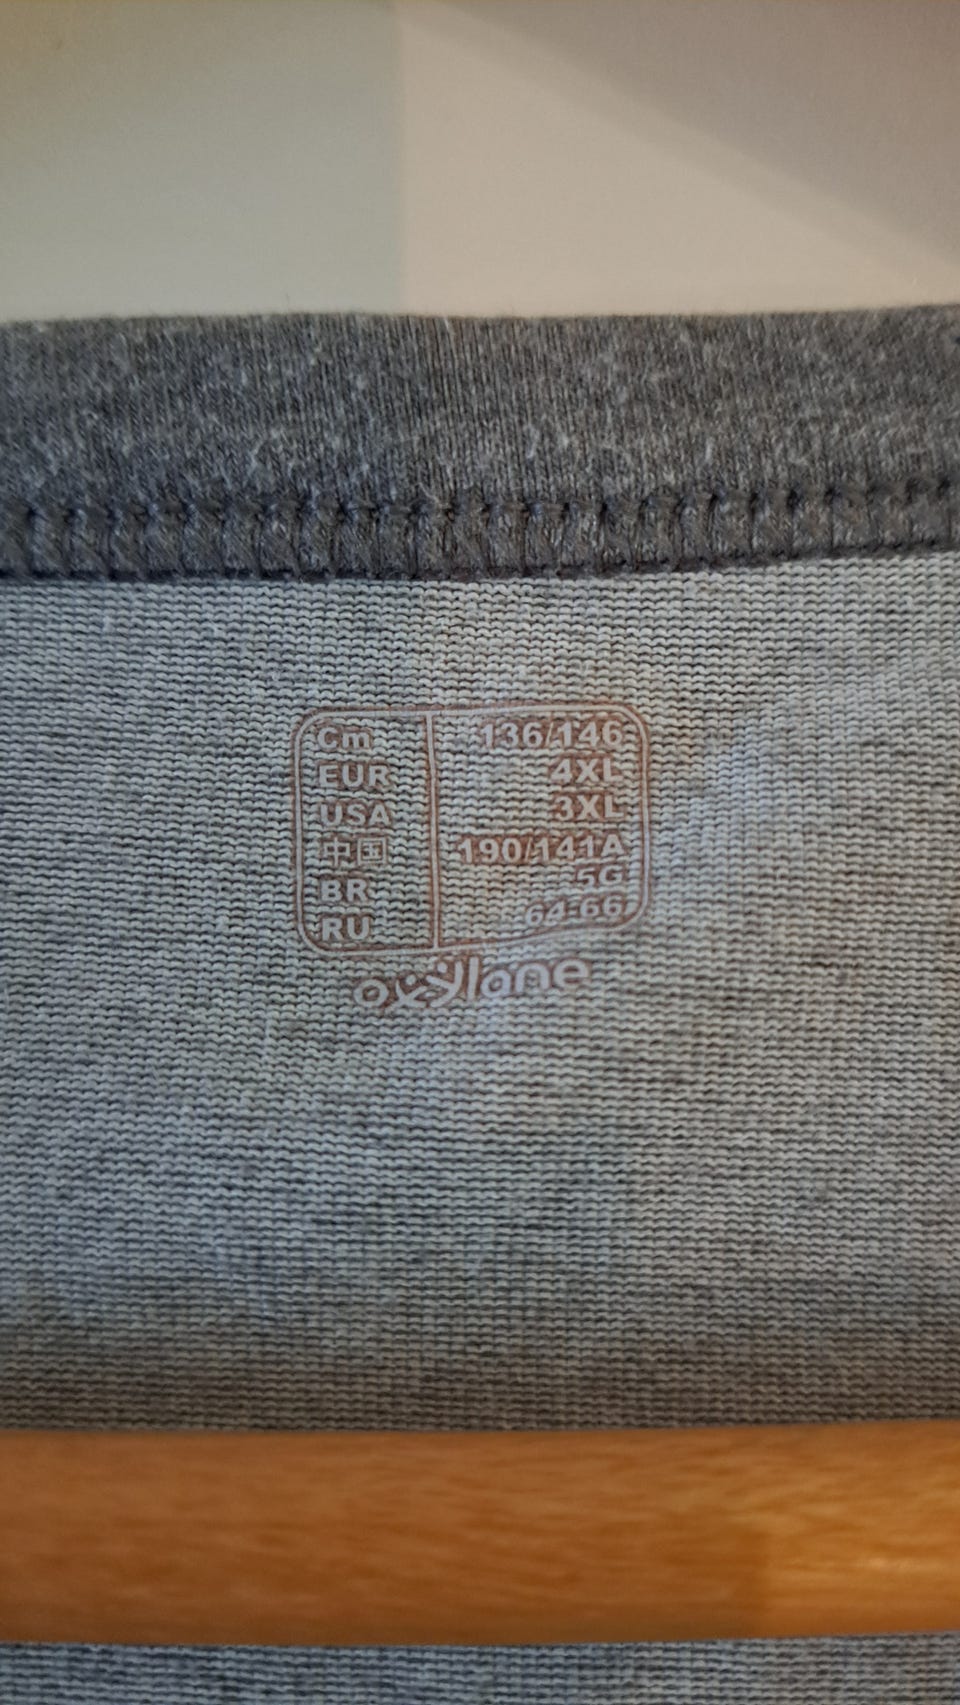 Cm 136/146
EUR 4XL
USA 3XL
中国 190/141A
BR 5G
RU 64-66
oxylane